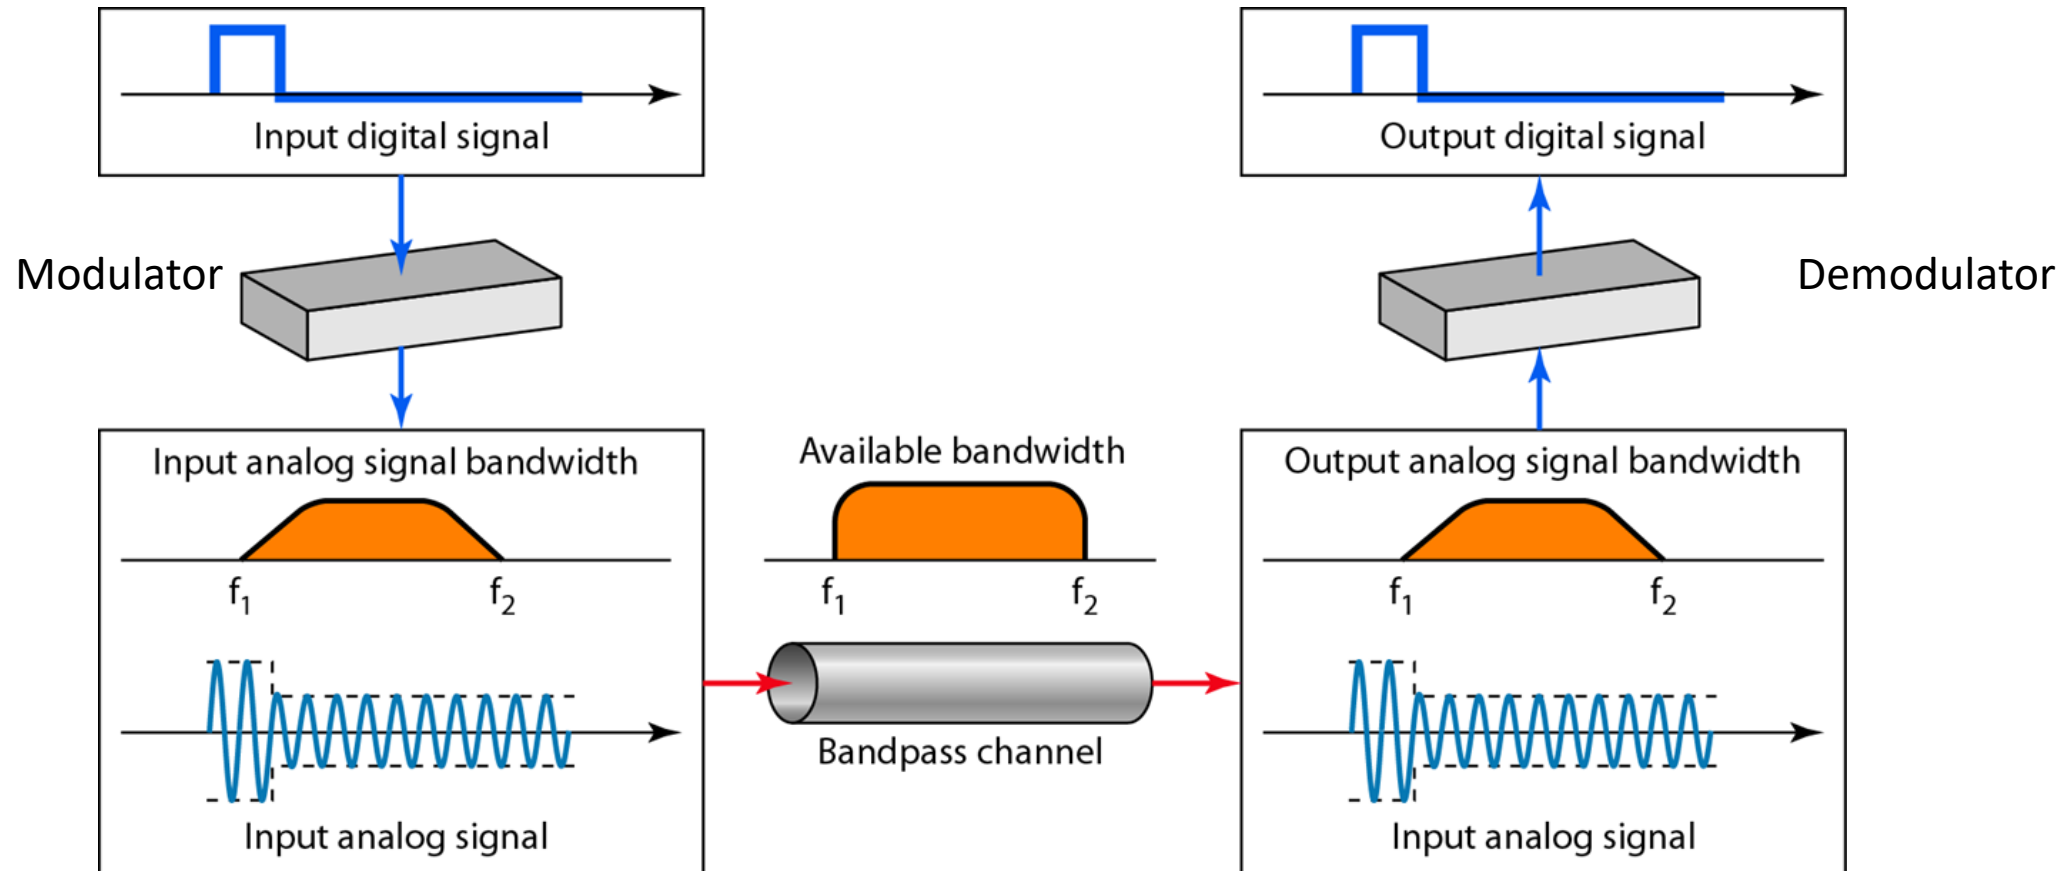 Input digital signal
Output digital signal
Modulator
Demodulator
Input analog signal bandwidth
Available bandwidth
Output analog signal bandwidth
f₁ f₂
f₁ f₂
f₁ f₂
Bandpass channel
Input analog signal
Input analog signal